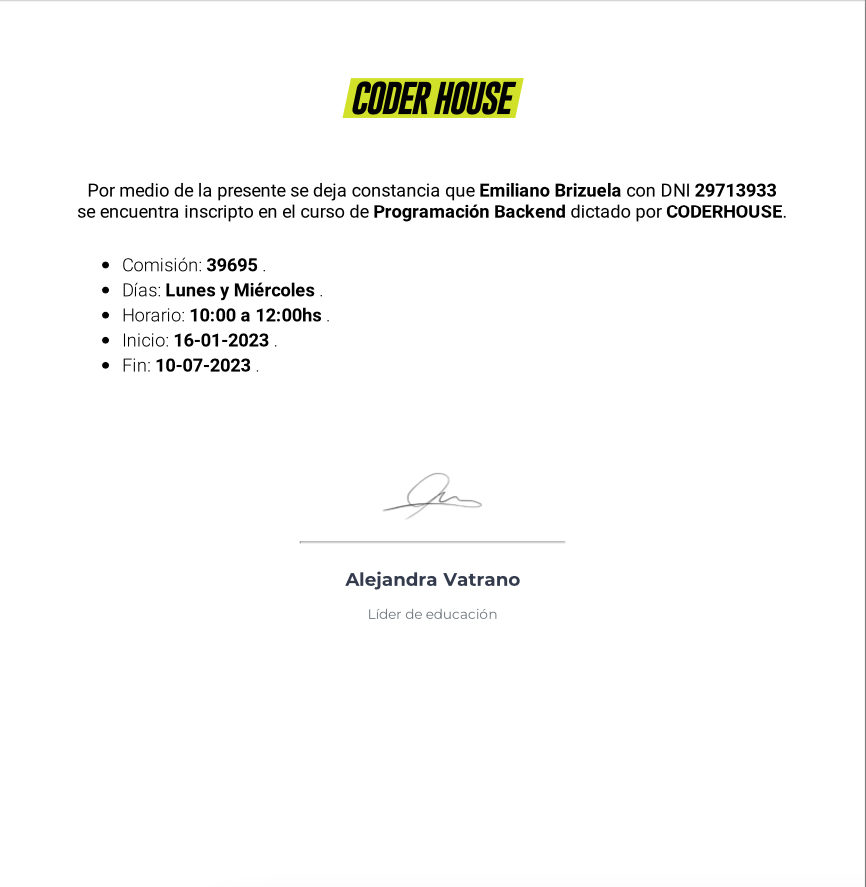 CODER HOUSE
Por medio de la presente se deja constancia que Emiliano Brizuela con DNI 29713933
se encuentra inscripto en el curso de Programación Backend dictado por CODERHOUSE.
• Comisión: 39695 .
• Días: Lunes y Miércoles .
• Horario: 10:00 a 12:00hs .
• Inicio: 16-01-2023 .
• Fin: 10-07-2023 .
Alejandra Vatrano
Líder de educación